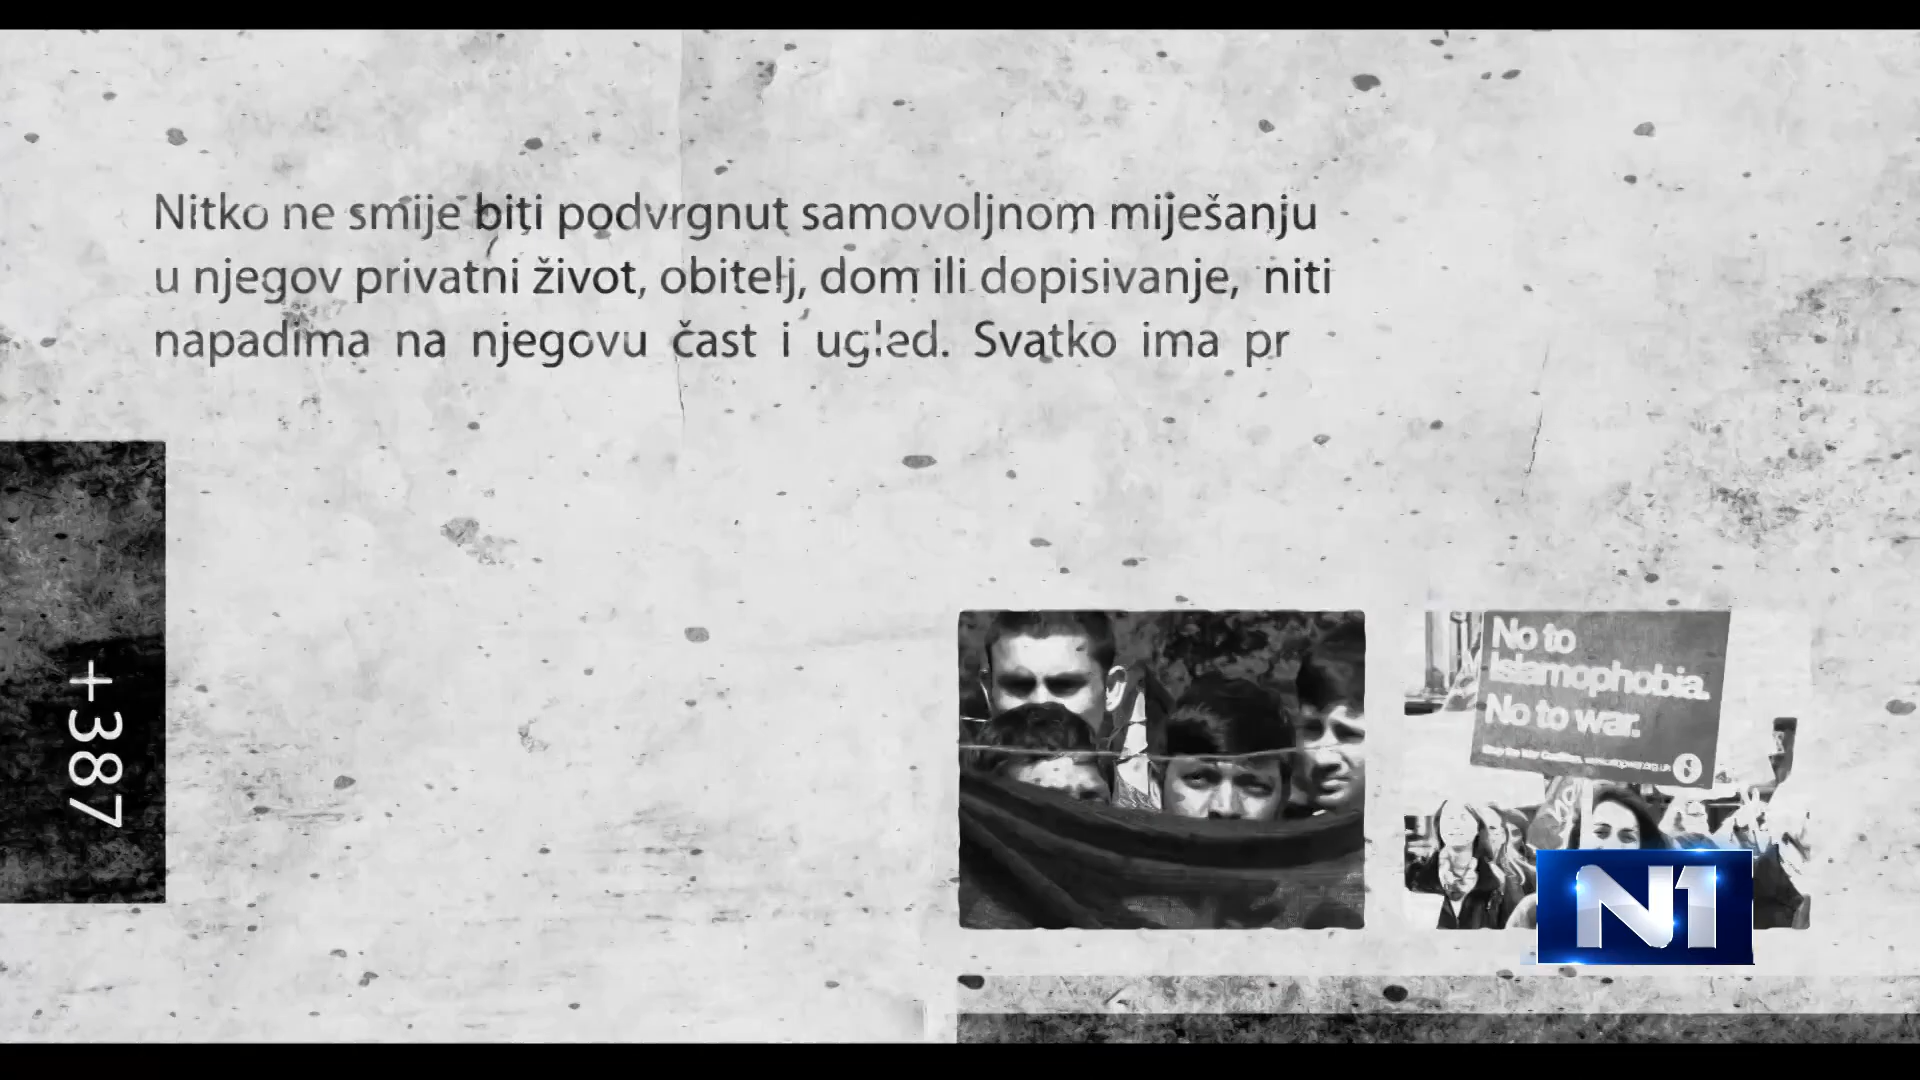 Nitko ne smije biti podvrgnut samovoljnom miješanju
u njegov privatni život, obitelj, dom ili dopisivanje, niti
napadima na njegovu čast i ugled. Svatko ima pr
+387
No to
Islamophobia.
No to war.
N1